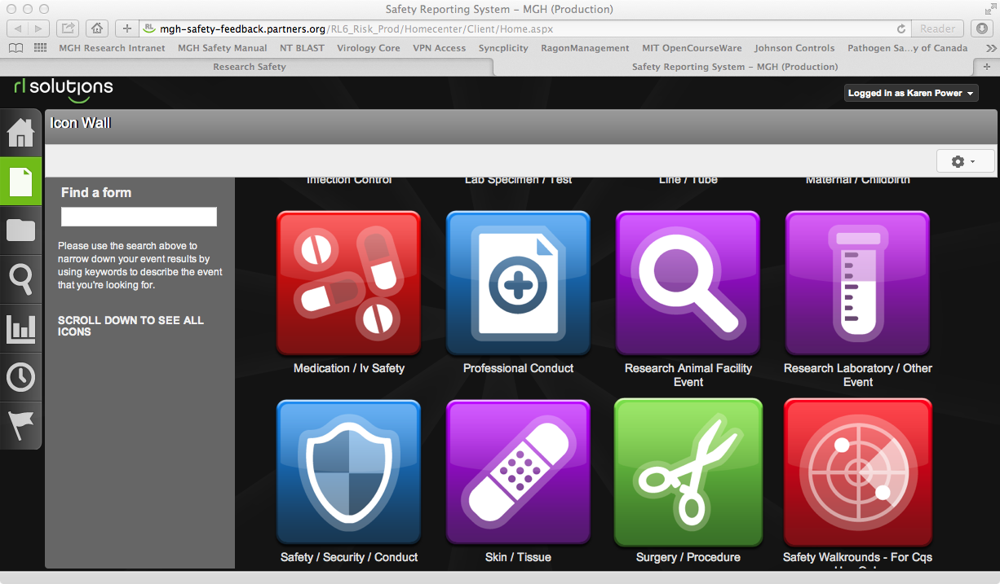 Safety Reporting System – MGH (Production)
RL mgh-safety-feedback.partners.org/RL6_Risk_Prod/Homecenter/Client/Home.aspx
Reader
MGH Research Intranet MGH Safety Manual NT BLAST Virology Core VPN Access Syncplicity RagonManagement MIT OpenCourseWare Johnson Controls Pathogen Sa...y of Canada
Research Safety Safety Reporting System – MGH (Production)
rl solutions
Logged in as Karen Power
Icon Wall
Find a form
Please use the search above to
narrow down your event results by
using keywords to describe the event
that you're looking for.
SCROLL DOWN TO SEE ALL
ICONS
Infection Control Lab Specimen / Test Line / Tube Maternal / Childbirth
Medication / Iv Safety
Professional Conduct
Research Animal Facility
Event
Research Laboratory / Other
Event
Safety / Security / Conduct
Skin / Tissue
Surgery / Procedure
Safety Walkrounds - For Cqs